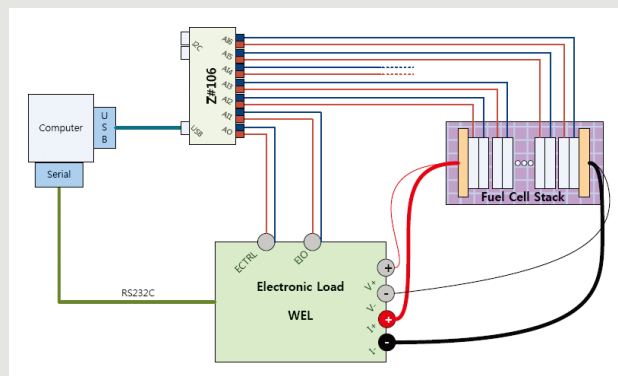 I2C
Z#106
AI6
AI5
AI4
AI3
AI2
AI1
AO
USB
Computer
U
S
B
Serial
Fuel Cell Stack
ECTRL
EIO
Electronic Load
WEL
+
V+
-
V-
+
I+
-
I-
RS232C